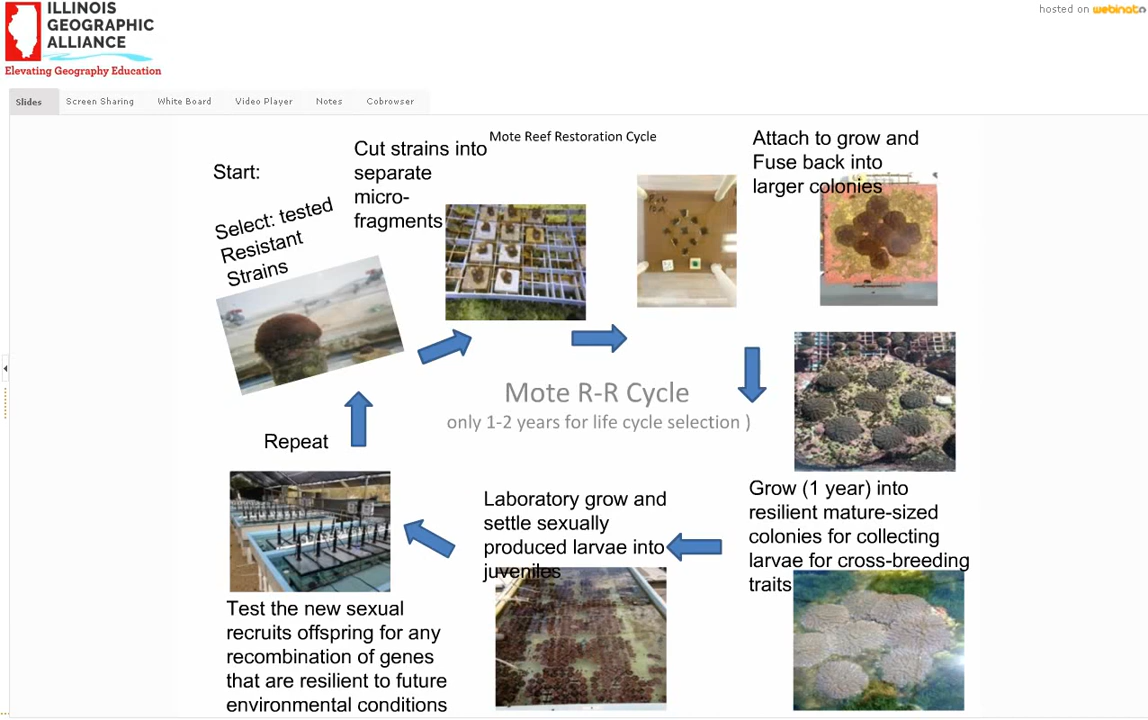 ILLINOIS
GEOGRAPHIC
ALLIANCE
Elevating Geography Education
hosted on webinato
Slides
Screen Sharing
White Board
Video Player
Notes
Cobrowser
Mote Reef Restoration Cycle
Start:
Select: tested
Resistant
Strains
Cut strains into
separate
micro-
fragments
Attach to grow and
Fuse back into
larger colonies
Mote R-R Cycle
only 1-2 years for life cycle selection )
Grow (1 year) into
resilient mature-sized
colonies for collecting
larvae for cross-breeding
traits
Laboratory grow and
settle sexually
produced larvae into
juveniles
Test the new sexual
recruits offspring for any
recombination of genes
that are resilient to future
environmental conditions
Repeat